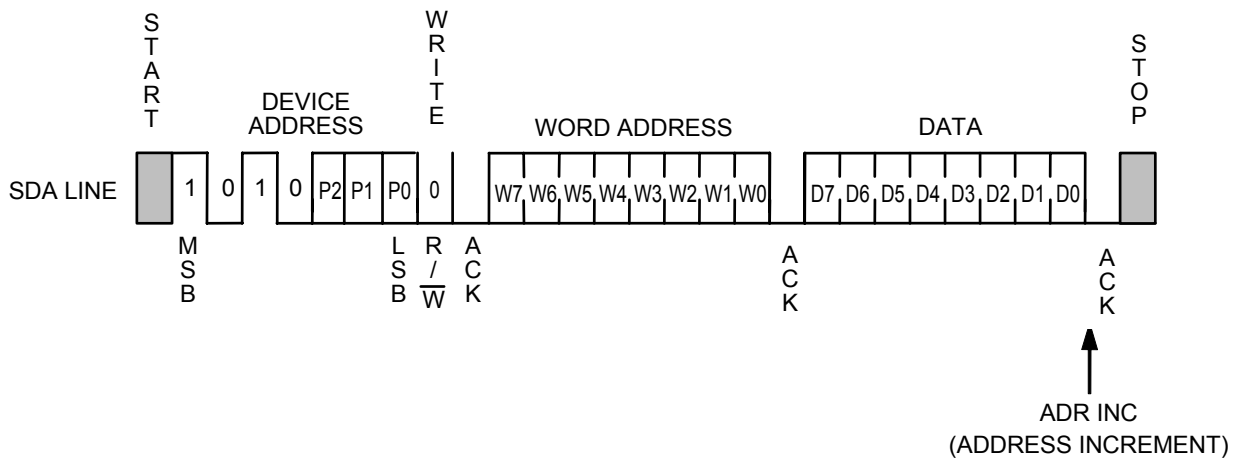 START
WRITE
STOP
DEVICE
ADDRESS
WORD ADDRESS
DATA
SDA LINE
1 0 1 0 P2 P1 P0 0 W7 W6 W5 W4 W3 W2 W1 W0 D7 D6 D5 D4 D3 D2 D1 D0
MSB
LSB
R/W
ACK
ACK
ACK
ADR INC
(ADDRESS INCREMENT)